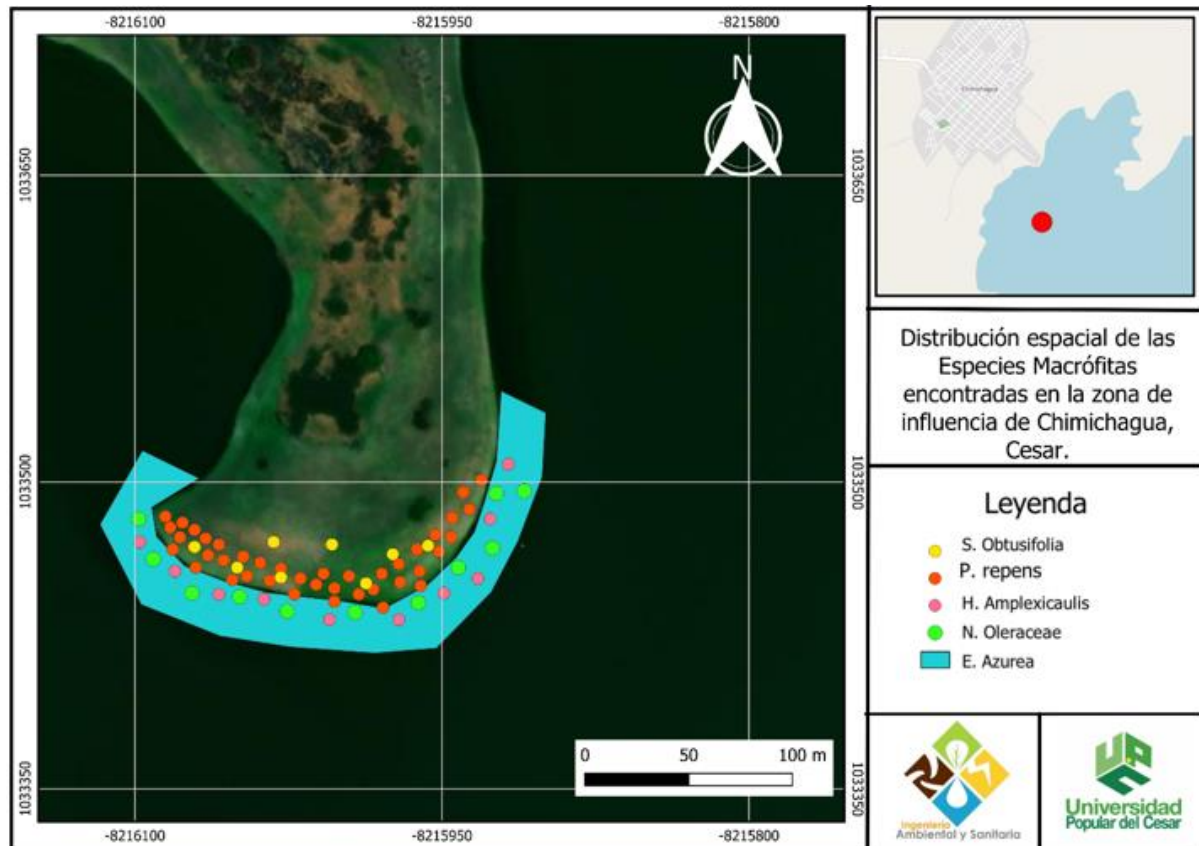 -8216100
-8215950
-8215800
1033650
1033500
1033350
N
1033650
1033500
1033350
0 50 100 m
-8216100
-8215950
-8215800
Chimichagua
Distribución espacial de las
Especies Macrófitas
encontradas en la zona de
influencia de Chimichagua,
Cesar.
Leyenda
S. Obtusifolia
P. repens
H. Amplexicaulis
N. Oleraceae
E. Azurea
Ingeniería
Ambiental y Sanitaria
UPC
Universidad
Popular del Cesar